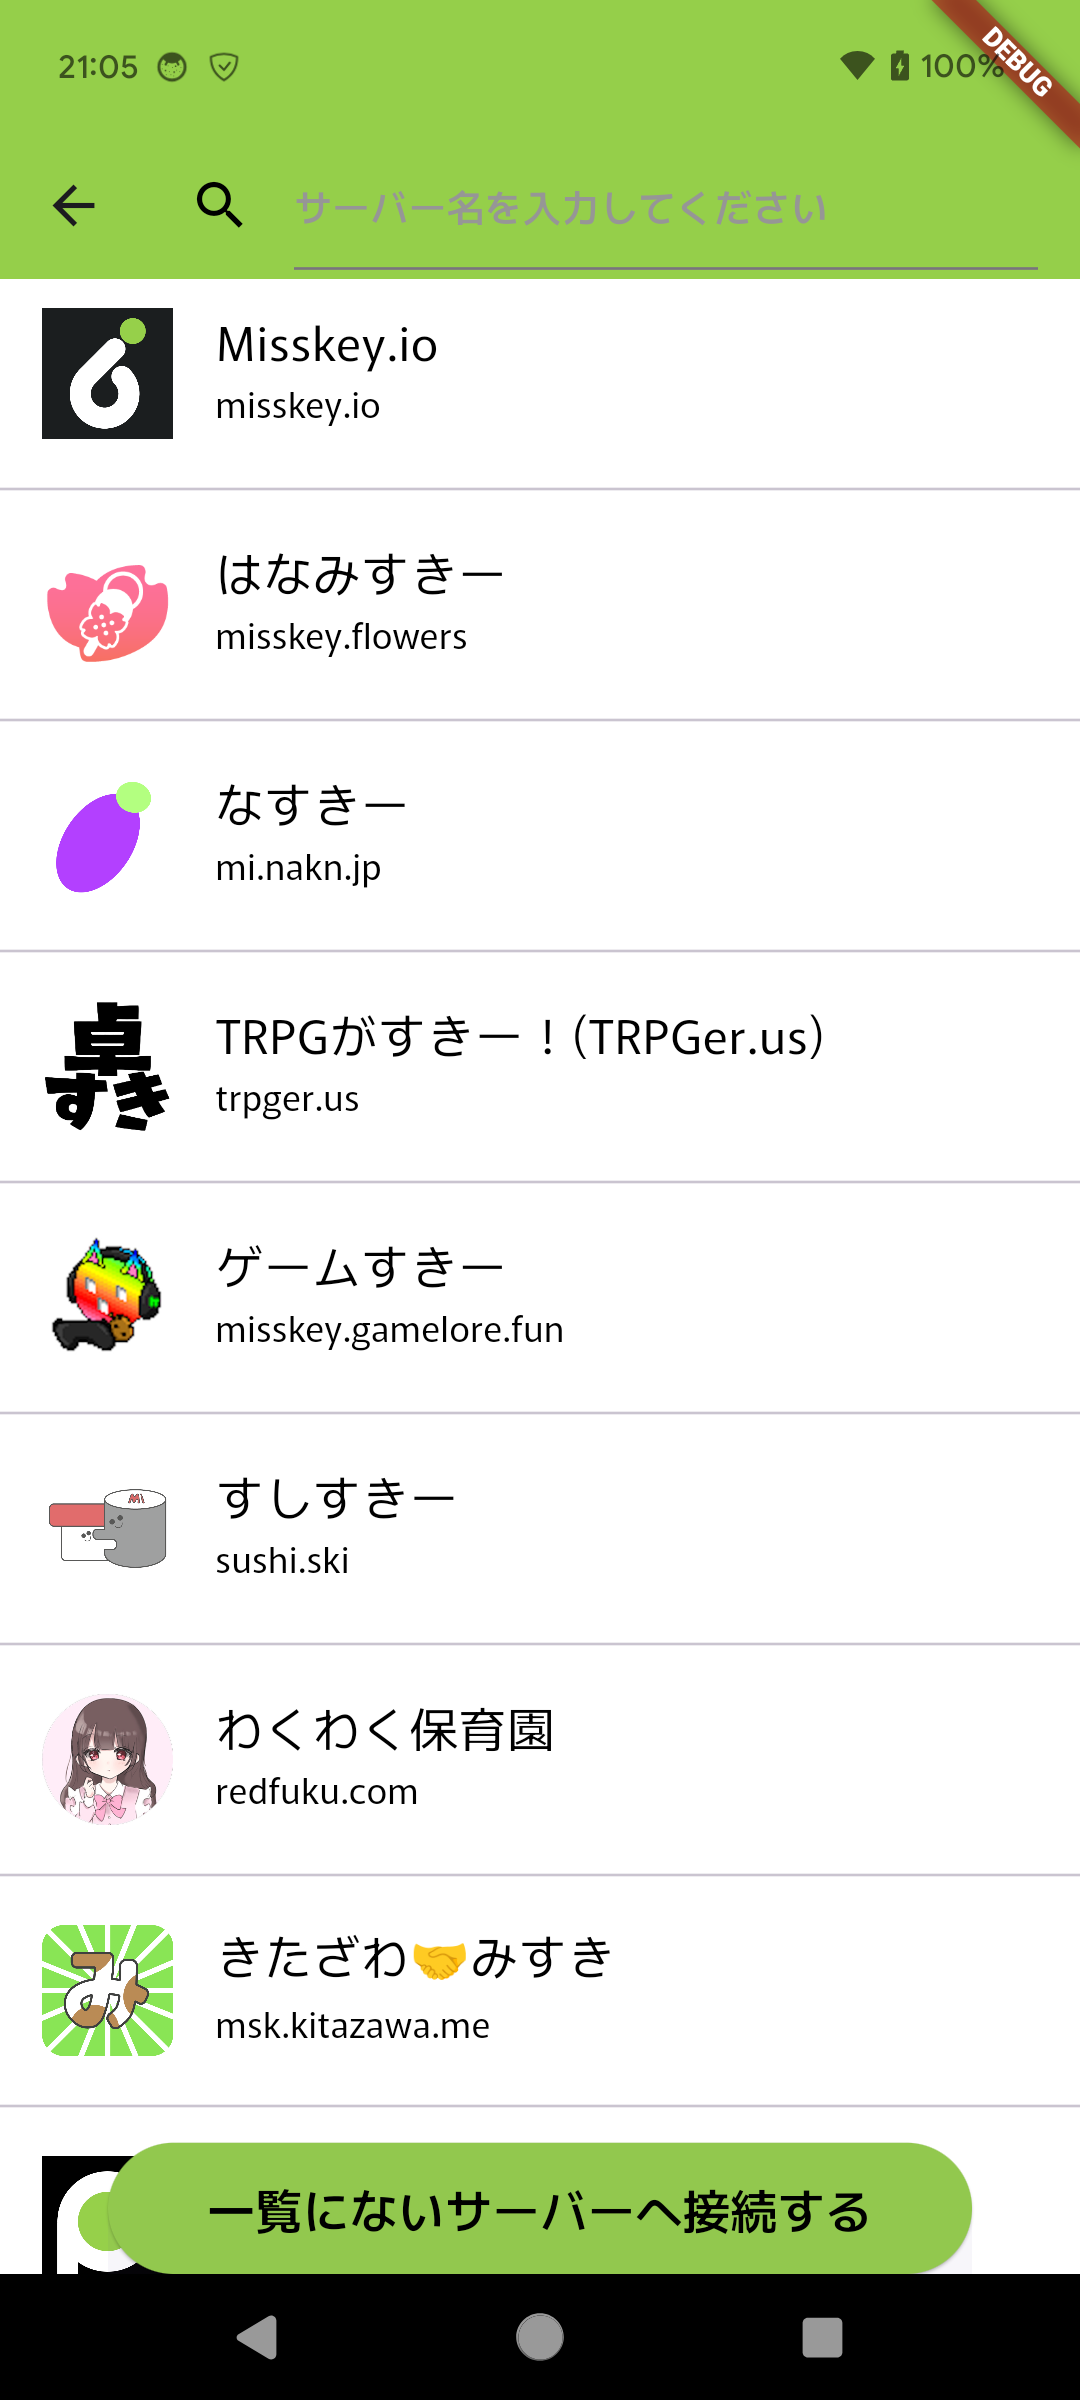 21:05
100%
DEBUG
サーバー名を入力してください
Misskey.io
misskey.io
はなみすきー
misskey.flowers
なすきー
mi.nakn.jp
卓
すき
TRPGがすきー！(TRPGer.us)
trpger.us
ゲームすきー
misskey.gamelore.fun
すしすきー
sushi.ski
わくわく保育園
redfuku.com
み
きたざわ🤝みすき
msk.kitazawa.me
一覧にないサーバーへ接続する